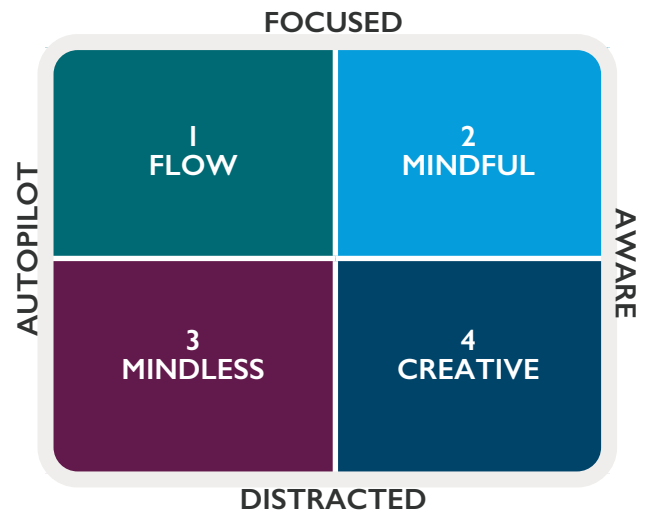 FOCUSED
1
FLOW
2
MINDFUL
AUTOPILOT
AWARE
3
MINDLESS
4
CREATIVE
DISTRACTED